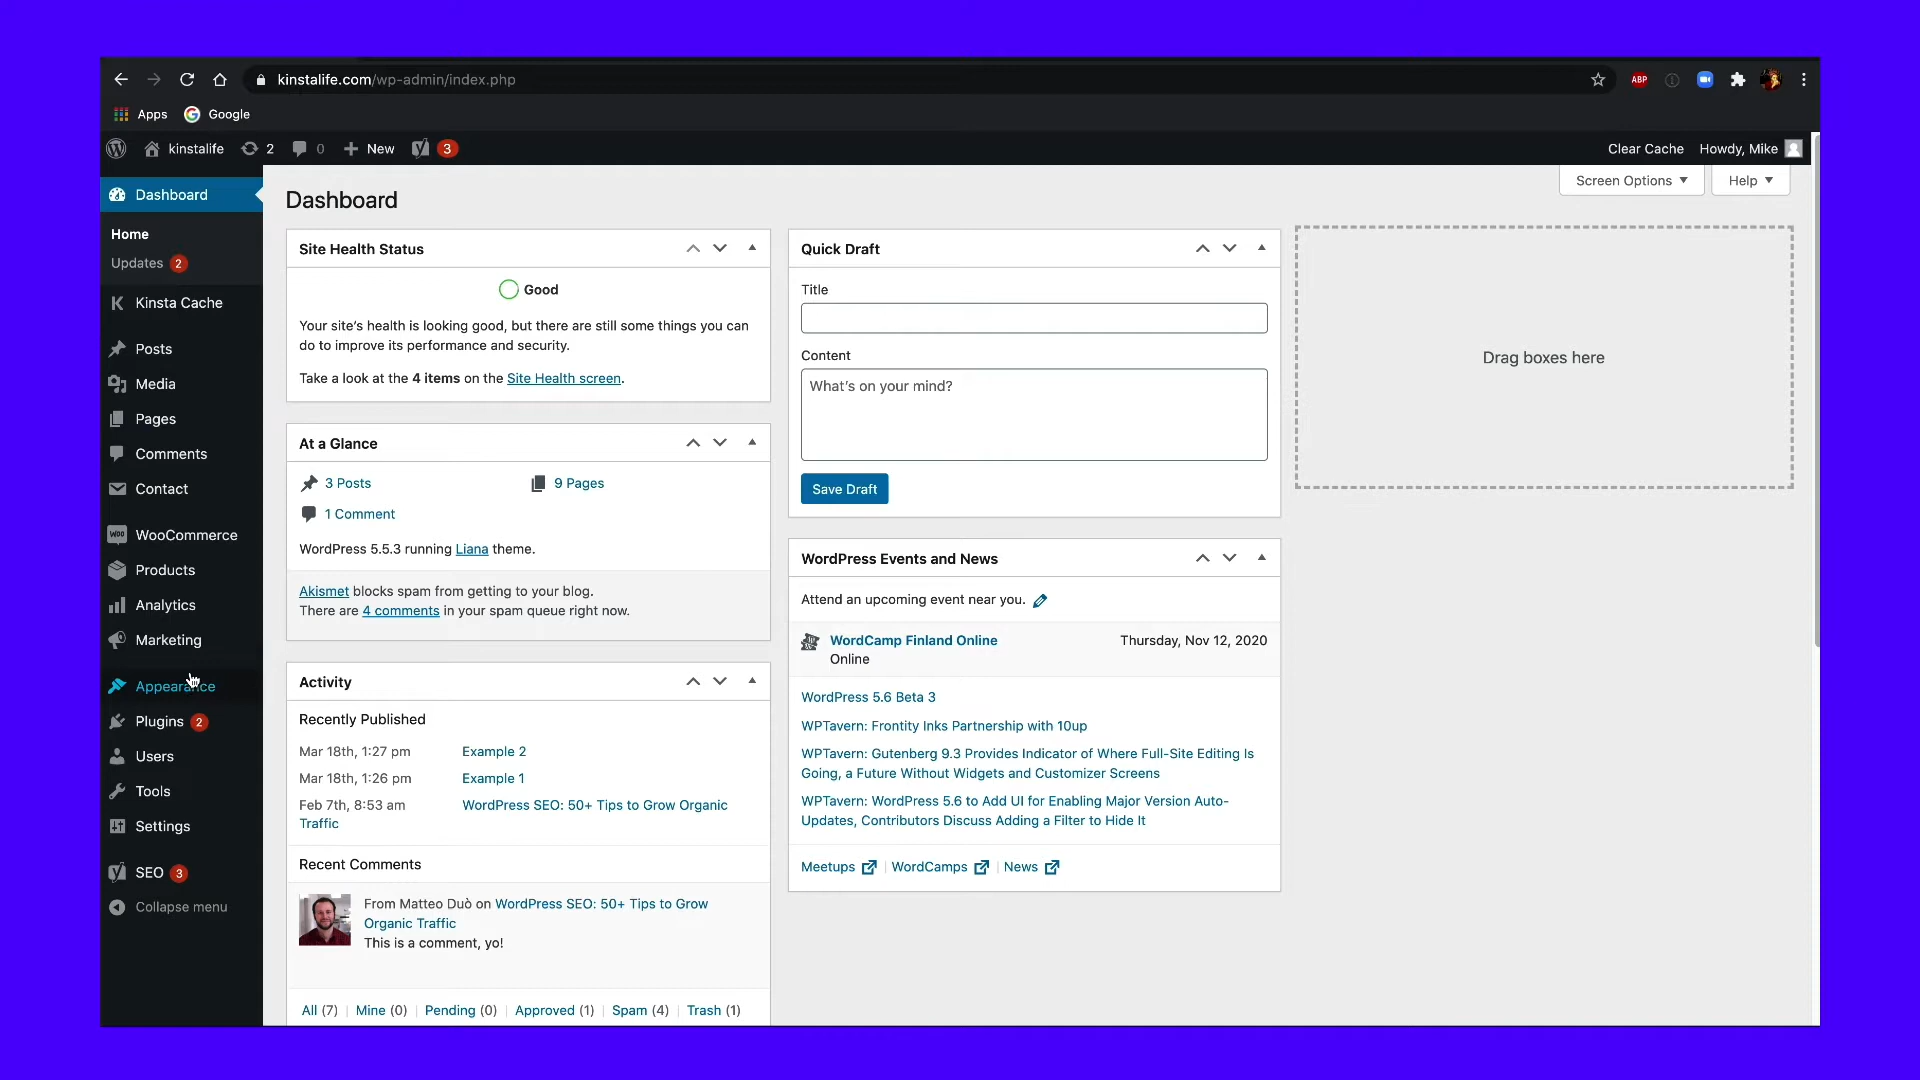 kinstalife.com/wp-admin/index.php
ABP
Apps
Google
kinstalife
2
0
New
3
Clear Cache
Howdy, Mike
Dashboard
Home
Updates 2
Kinsta Cache
Posts
Media
Pages
Comments
Contact
WooCommerce
Products
Analytics
Marketing
Appearance
Plugins 2
Users
Tools
Settings
SEO 3
Collapse menu
Screen Options
Help
Dashboard
Site Health Status
Good
Your site's health is looking good, but there are still some things you can
do to improve its performance and security.
Take a look at the 4 items on the Site Health screen.
At a Glance
3 Posts
9 Pages
1 Comment
WordPress 5.5.3 running Liana theme.
Akismet blocks spam from getting to your blog.
There are 4 comments in your spam queue right now.
Activity
Recently Published
Mar 18th, 1:27 pm Example 2
Mar 18th, 1:26 pm Example 1
Feb 7th, 8:53 am WordPress SEO: 50+ Tips to Grow Organic
Traffic
Recent Comments
From Matteo Duò on WordPress SEO: 50+ Tips to Grow
Organic Traffic
This is a comment, yo!
All (7) | Mine (0) | Pending (0) | Approved (1) | Spam (4) | Trash (1)
Quick Draft
Title
Content
What's on your mind?
Save Draft
WordPress Events and News
Attend an upcoming event near you.
WordCamp Finland Online
Thursday, Nov 12, 2020
Online
WordPress 5.6 Beta 3
WPTavern: Frontity Inks Partnership with 10up
WPTavern: Gutenberg 9.3 Provides Indicator of Where Full-Site Editing Is
Going, a Future Without Widgets and Customizer Screens
WPTavern: WordPress 5.6 to Add UI for Enabling Major Version Auto-
Updates, Contributors Discuss Adding a Filter to Hide It
Meetups | WordCamps | News
Drag boxes here